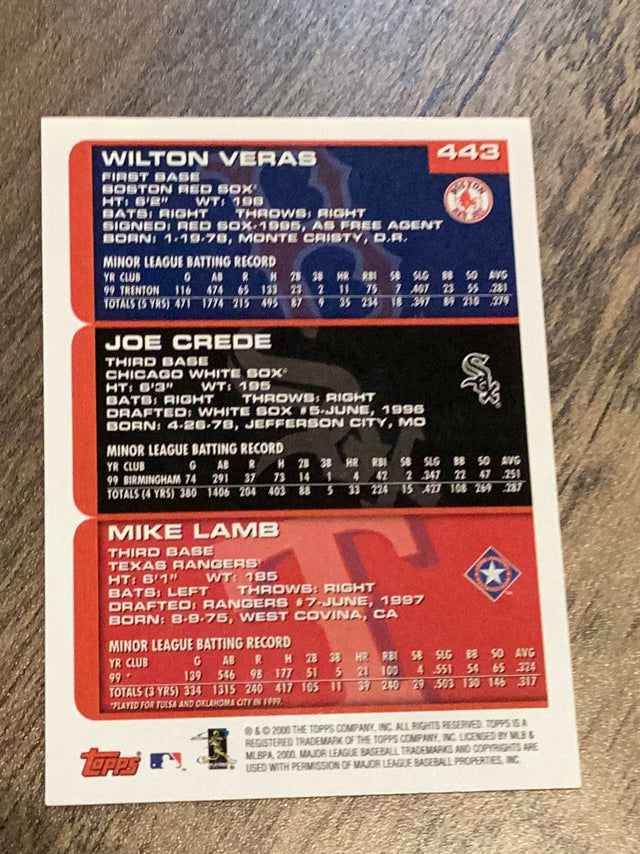 443
WILTON VERAS
FIRST BASE
BOSTON RED SOX
HT: 6'2" WT: 198
BATS: RIGHT THROWS: RIGHT
SIGNED: RED SOX-1995, AS FREE AGENT
BORN: 1-19-78, MONTE CRISTY, D.R.
MINOR LEAGUE BATTING RECORD
YR CLUB G AB R H 2B 3B HR RBI SB SLG BB SO AVG
99 TRENTON 116 474 65 133 23 2 11 75 7 .407 23 55 .281
TOTALS (5 YRS) 471 1774 215 495 87 9 35 234 18 .397 89 210 .279
BOSTON
RED SOX
JOE CREDE
THIRD BASE
CHICAGO WHITE SOX
HT: 6'3" WT: 195
BATS: RIGHT THROWS: RIGHT
DRAFTED: WHITE SOX #5-JUNE, 1996
BORN: 4-26-78, JEFFERSON CITY, MO
MINOR LEAGUE BATTING RECORD
YR CLUB G AB R H 2B 3B HR RBI SB SLG BB SO AVG
99 BIRMINGHAM 74 291 37 73 14 1 4 42 2 .347 22 47 .251
TOTALS (4 YRS) 380 1406 204 403 88 5 33 224 15 .427 108 269 .287
Sox
MIKE LAMB
THIRD BASE
TEXAS RANGERS
HT: 6'1" WT: 185
BATS: LEFT THROWS: RIGHT
DRAFTED: RANGERS #7-JUNE, 1997
BORN: 8-9-75, WEST COVINA, CA
MINOR LEAGUE BATTING RECORD
YR CLUB G AB R H 2B 3B HR RBI SB SLG BB SO AVG
99 * 139 546 98 177 51 5 21 100 4 .551 54 65 .324
TOTALS (3 YRS) 334 1315 240 417 105 11 39 240 29 .503 130 146 .317
*PLAYED FOR TULSA AND OKLAHOMA CITY IN 1999.
Topps
® & © 2000 THE TOPPS COMPANY, INC. ALL RIGHTS RESERVED. TOPPS IS A
REGISTERED TRADEMARK OF THE TOPPS COMPANY, INC. LICENSED BY MLB &
MLBPA, 2000. MAJOR LEAGUE BASEBALL TRADEMARKS AND COPYRIGHTS ARE
USED WITH PERMISSION OF MAJOR LEAGUE BASEBALL PROPERTIES, INC.